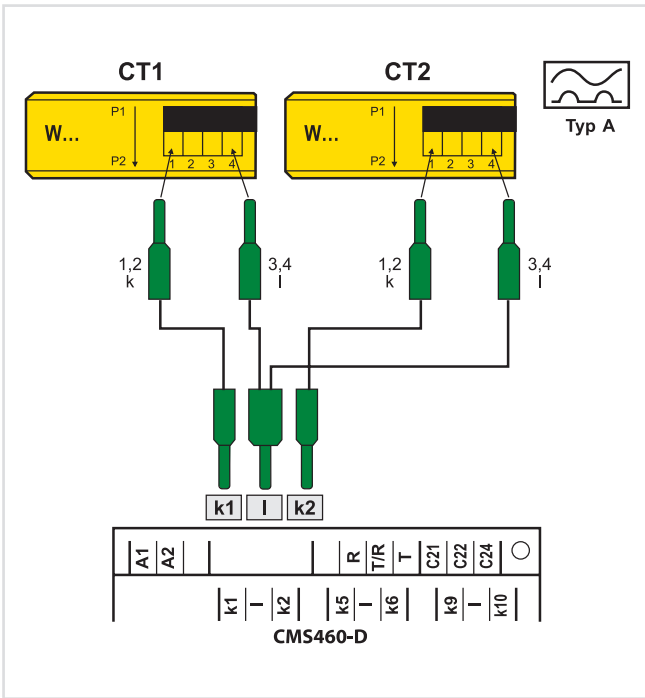 CT1
CT2
P1
W...
P2
1 2 3 4
P1
W...
P2
1 2 3 4
Typ A
1,2
k
3,4
l
1,2
k
3,4
l
k1 l k2
A1 A2 R T/R T C21 C22 C24
k1 l k2 k5 l k6 k9 l k10
CMS460-D